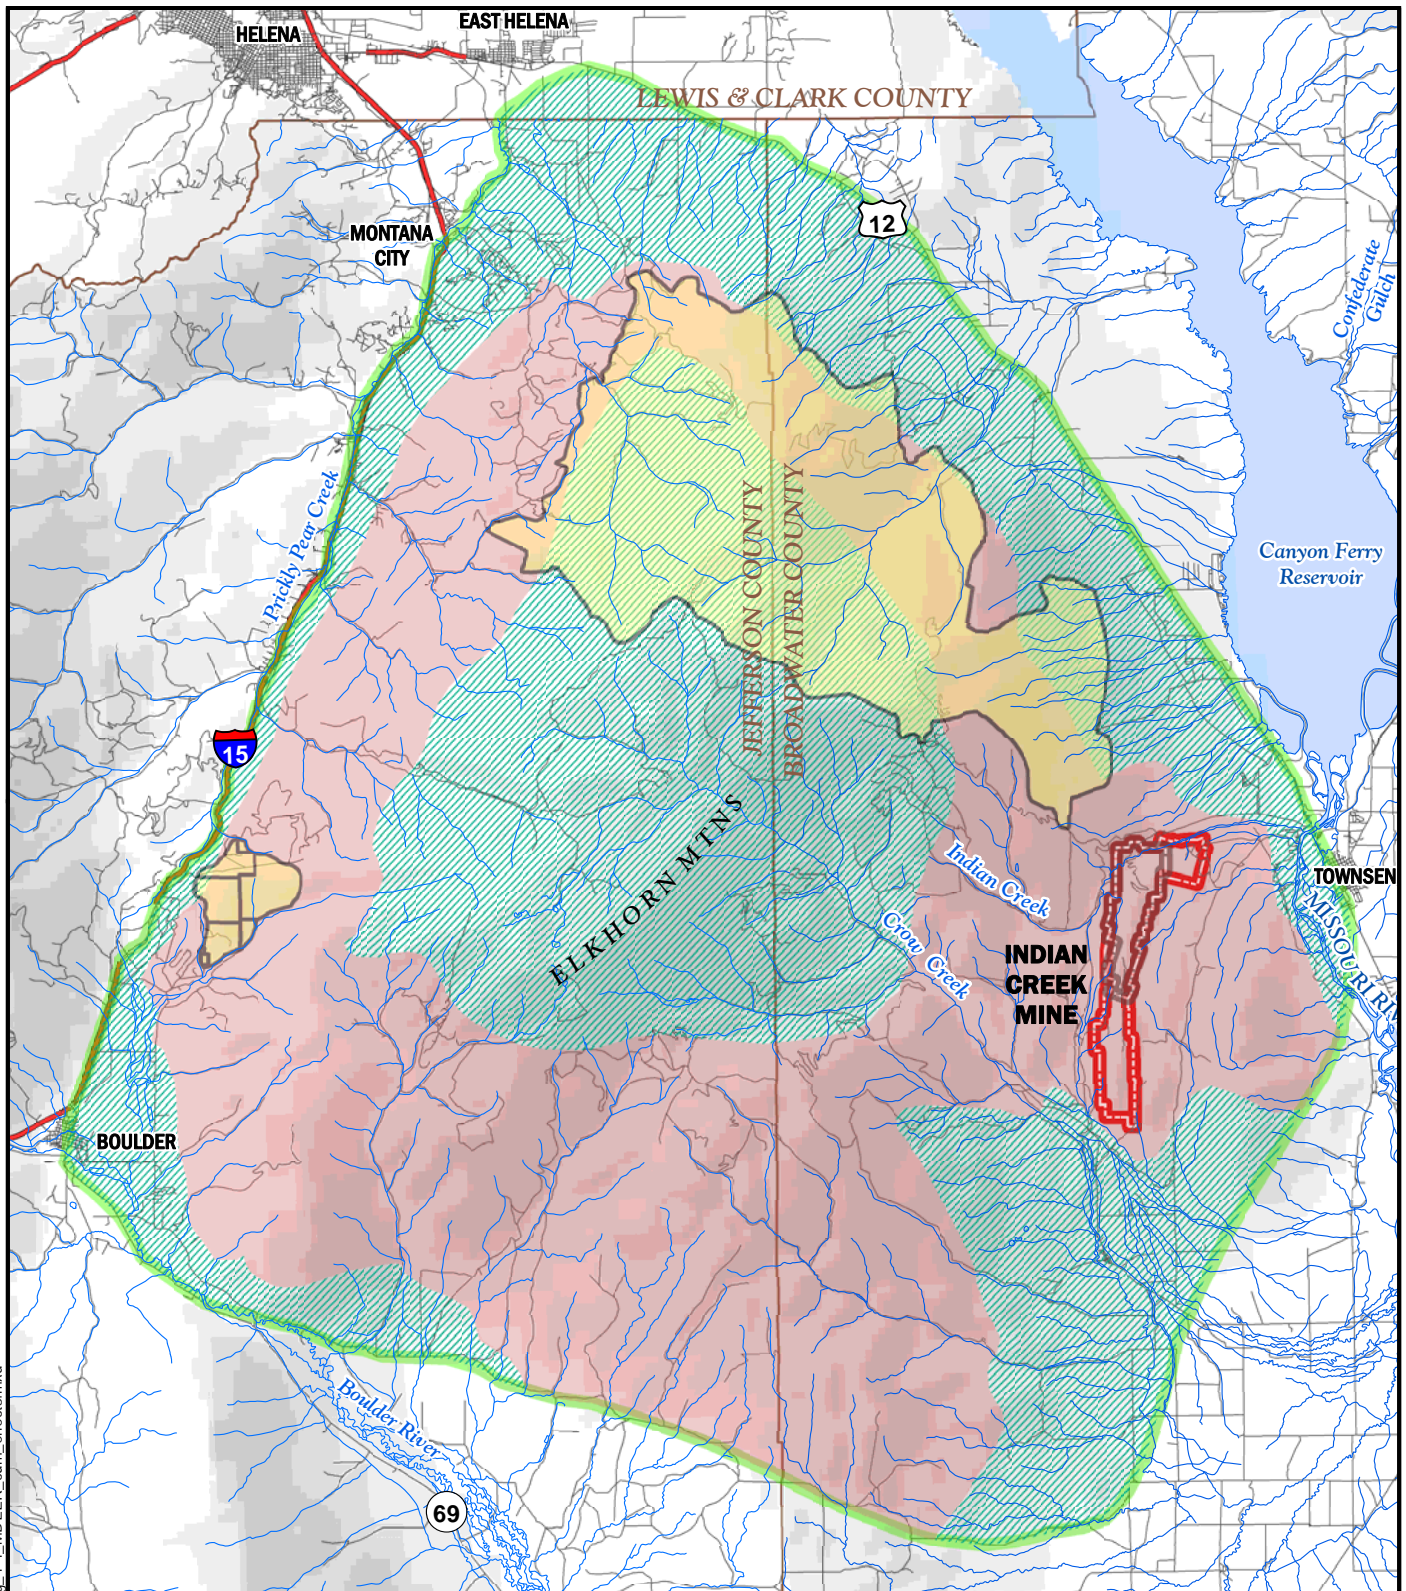 HELENA
EAST HELENA
LEWIS & CLARK COUNTY
12
MONTANA
CITY
Confederate
Gulch
Prickly Pear Creek
JEFFERSON COUNTY
BROADWATER COUNTY
Canyon Ferry
Reservoir
15
ELKHORN MTNS
Indian Creek
TOWNSEN
Crow Creek
MISSOURI RIV
INDIAN
CREEK
MINE
BOULDER
Boulder River
69